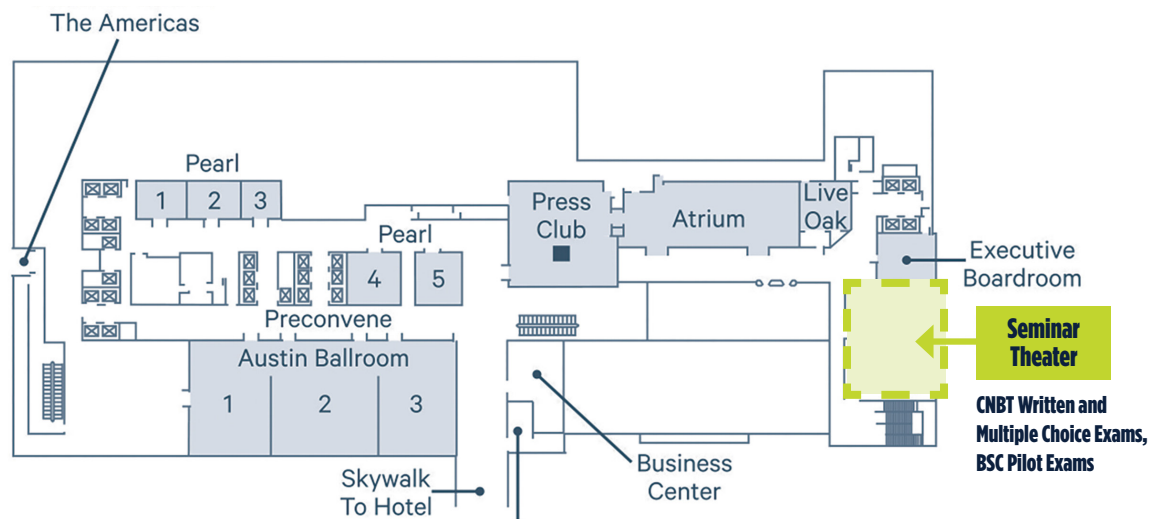 The Americas
Pearl
1 2 3
Press
Club
Atrium
Live
Oak
Pearl
4 5
Executive
Boardroom
Preconvene
Austin Ballroom
1 2 3
Seminar
Theater
CNBT Written and
Multiple Choice Exams,
BSC Pilot Exams
Business
Center
Skywalk
To Hotel